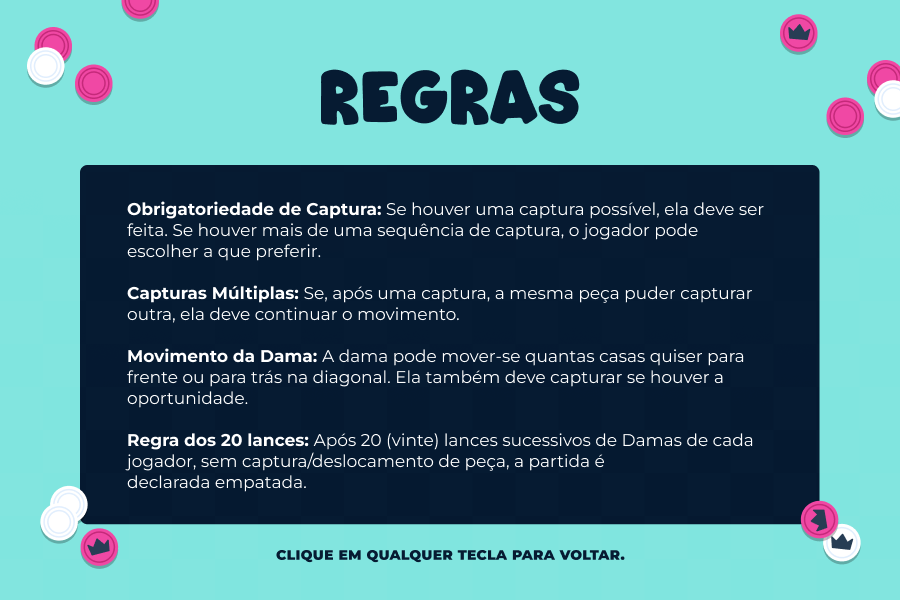 REGRAS
Obrigatoriedade de Captura: Se houver uma captura possível, ela deve ser
feita. Se houver mais de uma sequência de captura, o jogador pode
escolher a que preferir.
Capturas Múltiplas: Se, após uma captura, a mesma peça puder capturar
outra, ela deve continuar o movimento.
Movimento da Dama: A dama pode mover-se quantas casas quiser para
frente ou para trás na diagonal. Ela também deve capturar se houver a
oportunidade.
Regra dos 20 lances: Após 20 (vinte) lances sucessivos de Damas de cada
jogador, sem captura/deslocamento de peça, a partida é
declarada empatada.
CLIQUE EM QUALQUER TECLA PARA VOLTAR.